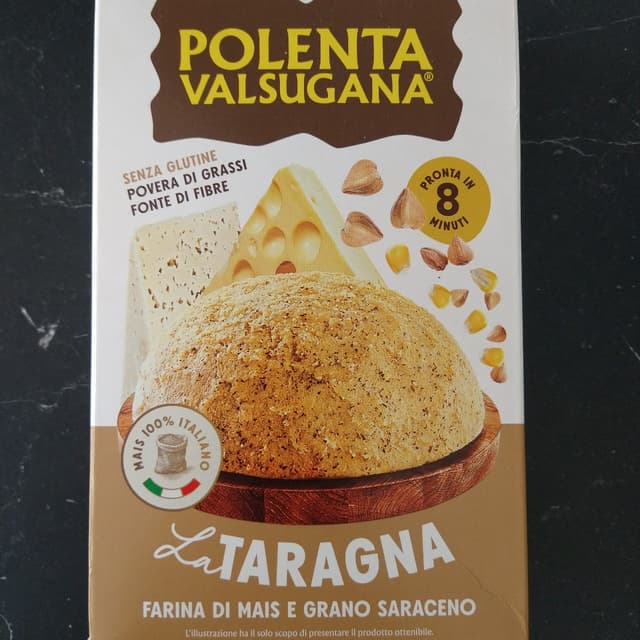 POLENTA
VALSUGANA®
SENZA GLUTINE
POVERA DI GRASSI
FONTE DI FIBRE
PRONTA IN
8
MINUTI
MAIS 100% ITALIANO
La TARAGNA
FARINA DI MAIS E GRANO SARACENO
L'illustrazione ha il solo scopo di presentare il prodotto ottenibile.